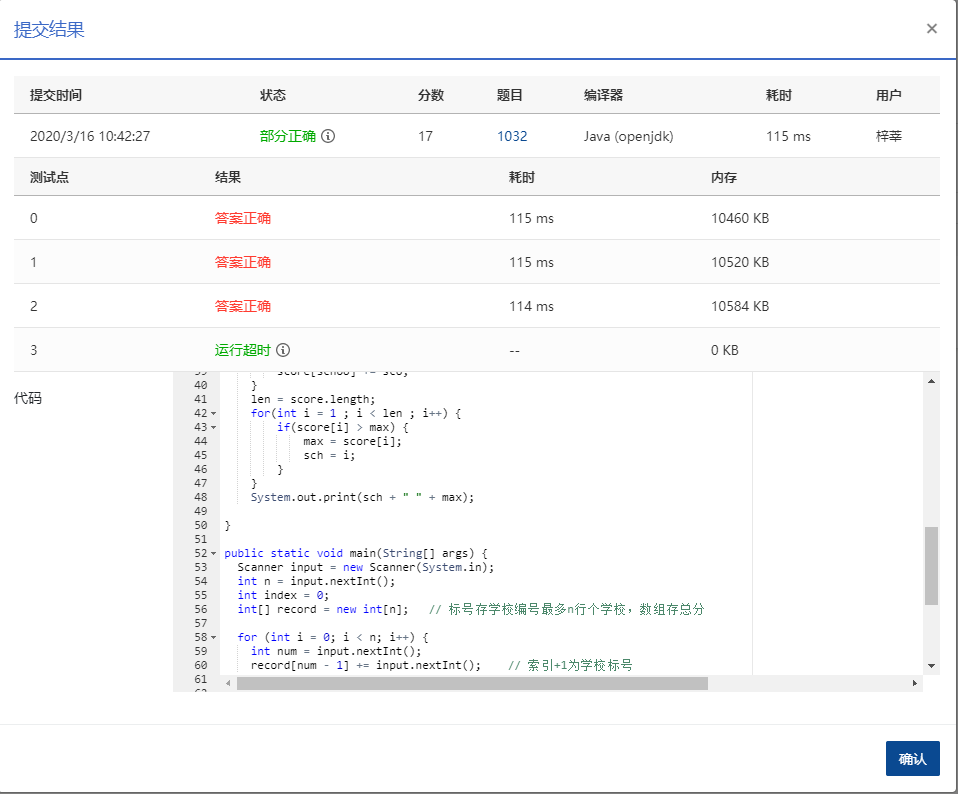 提交结果
×
提交时间 状态 分数 题目 编译器 耗时 用户
2020/3/16 10:42:27 部分正确 17 1032 Java (openjdk) 115 ms 梓莘
测试点 结果 耗时 内存
0 答案正确 115 ms 10460 KB
1 答案正确 115 ms 10520 KB
2 答案正确 114 ms 10584 KB
3 运行超时 -- 0 KB
代码
40 }
41 len = score.length;
42 for(int i = 1 ; i < len ; i++) {
43 if(score[i] > max) {
44 max = score[i];
45 sch = i;
46 }
47 }
48 System.out.print(sch + " " + max);
49
50 }
51
52 public static void main(String[] args) {
53 Scanner input = new Scanner(System.in);
54 int n = input.nextInt();
55 int index = 0;
56 int[] record = new int[n]; // 标号存学校编号最多n行个学校，数组存总分
57
58 for (int i = 0; i < n; i++) {
59 int num = input.nextInt();
60 record[num - 1] += input.nextInt(); // 索引+1为学校标号
61
确认